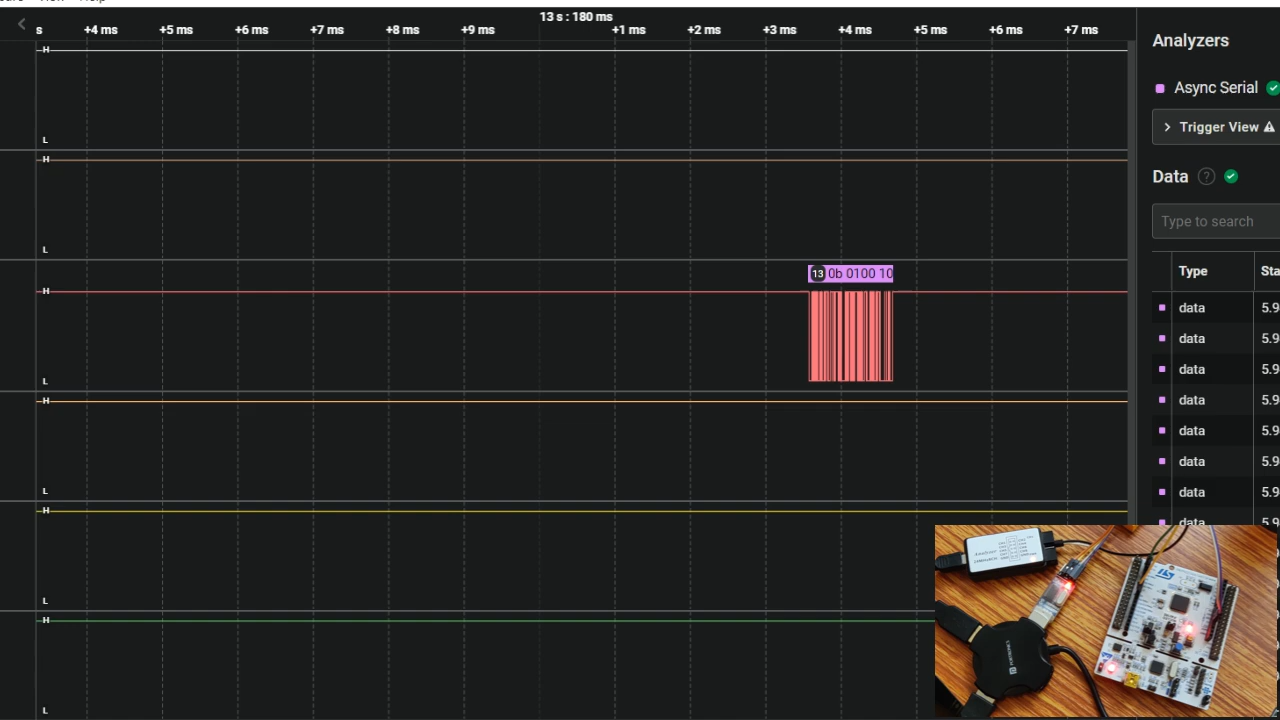 13 s : 180 ms
s +4 ms +5 ms +6 ms +7 ms +8 ms +9 ms +1 ms +2 ms +3 ms +4 ms +5 ms +6 ms +7 ms
H
L
H
L
13 0b 0100 10
H
L
H
L
H
L
H
L
Analyzers
Async Serial
Trigger View
Data ?
Type to search
Type Sta
data 5.9
data 5.9
data 5.9
data 5.9
data 5.9
data 5.9
data 5.9
data 5.9